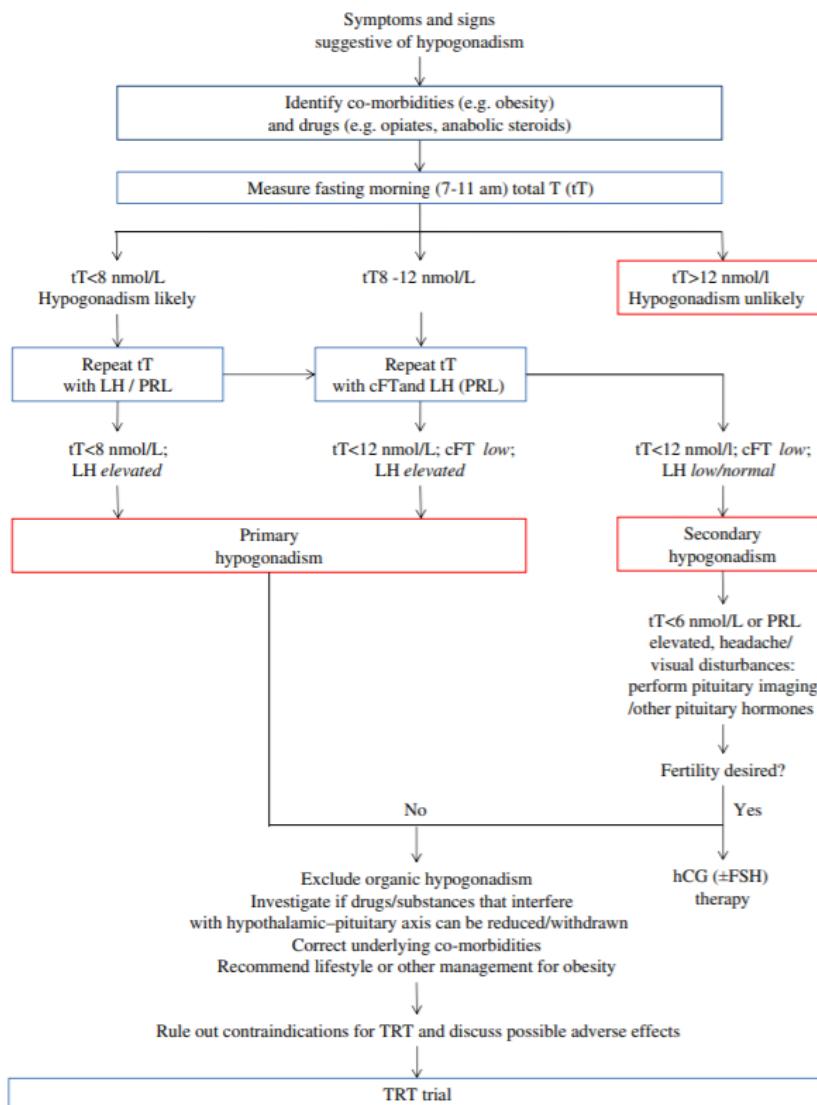 Symptoms and signs
suggestive of hypogonadism
Identify co-morbidities (e.g. obesity)
and drugs (e.g. opiates, anabolic steroids)
Measure fasting morning (7-11 am) total T (tT)
tT<8 nmol/L
Hypogonadism likely
tT8 -12 nmol/L
tT>12 nmol/l
Hypogonadism unlikely
Repeat tT
with LH / PRL
Repeat tT
with cFTand LH (PRL)
tT<8 nmol/L;
LH elevated
tT<12 nmol/L; cFT low;
LH elevated
tT<12 nmol/l; cFT low;
LH low/normal
Primary
hypogonadism
Secondary
hypogonadism
tT<6 nmol/L or PRL
elevated, headache/
visual disturbances:
perform pituitary imaging
/other pituitary hormones
Fertility desired?
No
Yes
Exclude organic hypogonadism
Investigate if drugs/substances that interfere
with hypothalamic–pituitary axis can be reduced/withdrawn
Correct underlying co-morbidities
Recommend lifestyle or other management for obesity
hCG (±FSH)
therapy
Rule out contraindications for TRT and discuss possible adverse effects
TRT trial